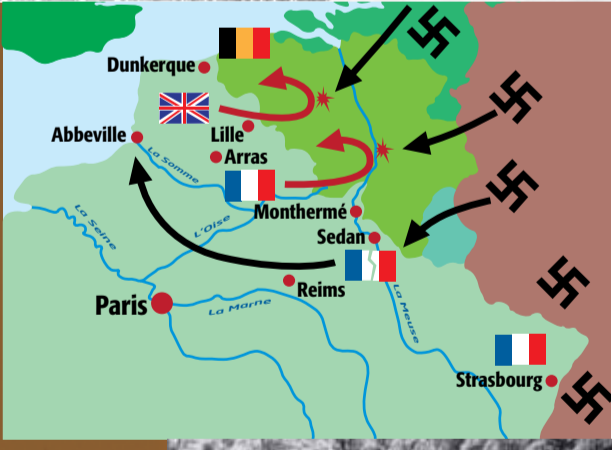 Dunkerque
Abbeville
Lille
La Somme
Arras
Monthermé
L'Oise
La Seine
Sedan
Reims
Paris
La Marne
La Meuse
Strasbourg